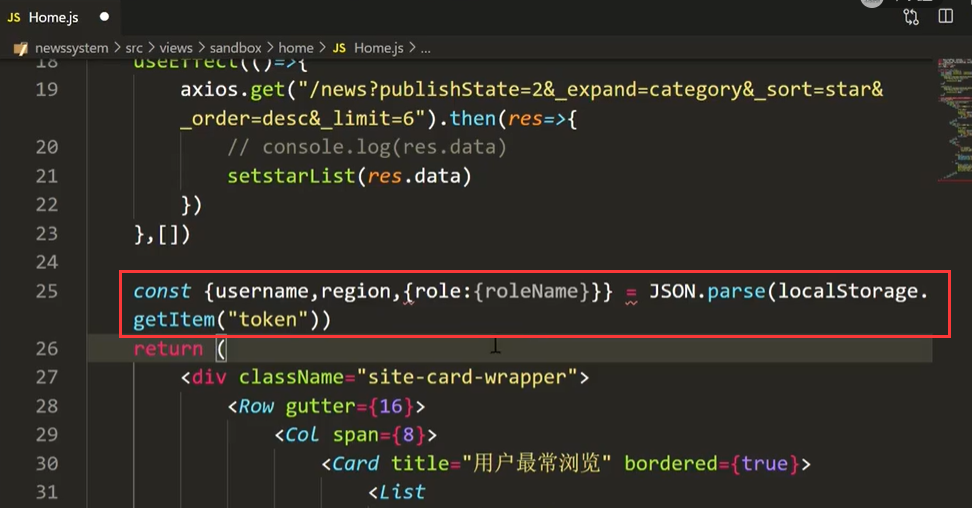 JS Home.js
newssystem > src > views > sandbox > home > JS Home.js > ...
18 useEffect(()=>{
19 axios.get("/news?publishState=2&_expand=category&_sort=star&
_order=desc&_limit=6").then(res=>{
20 // console.log(res.data)
21 setstarList(res.data)
22 })
23 },[])
24
25 const {username,region,{role:{roleName}}} = JSON.parse(localStorage.
getItem("token"))
26 return (
27 <div className="site-card-wrapper">
28 <Row gutter={16}>
29 <Col span={8}>
30 <Card title="用户最常浏览" bordered={true}>
31 <List